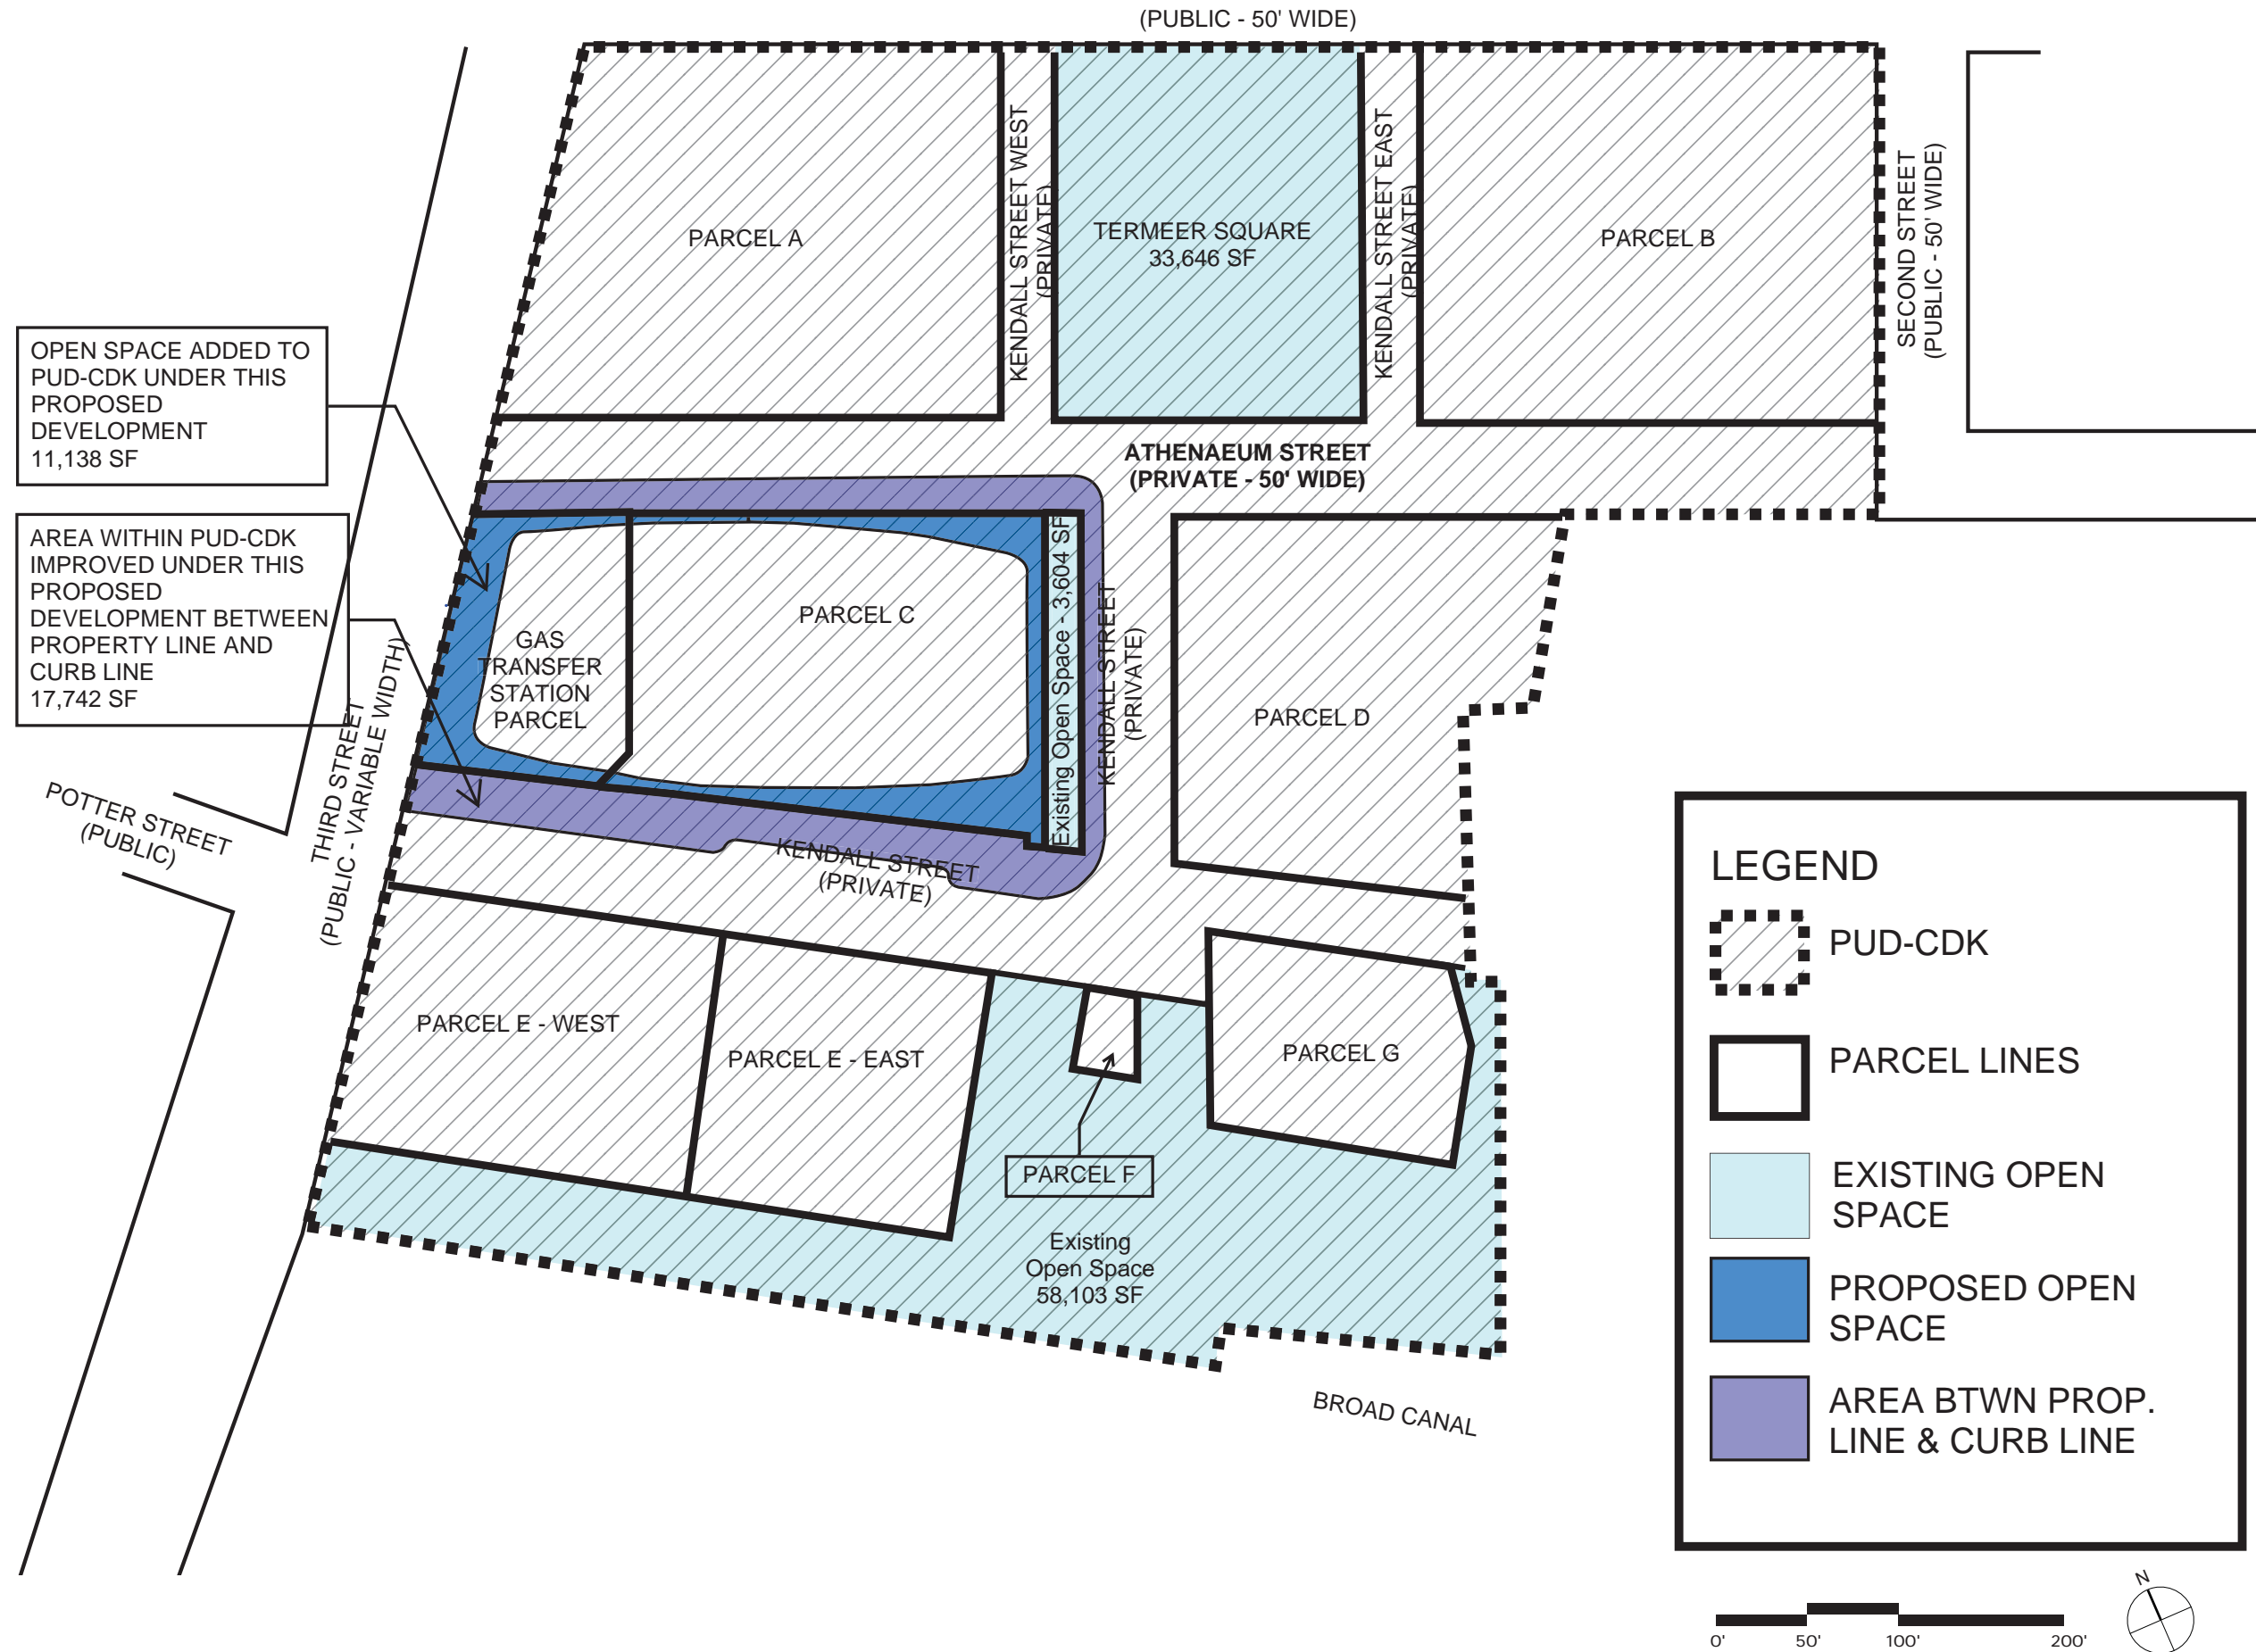 (PUBLIC - 50' WIDE)
PARCEL A
KENDALL STREET WEST
(PRIVATE)
TERMEER SQUARE
33,646 SF
KENDALL STREET EAST
(PRIVATE)
PARCEL B
SECOND STREET
(PUBLIC - 50' WIDE)
OPEN SPACE ADDED TO
PUD-CDK UNDER THIS
PROPOSED
DEVELOPMENT
11,138 SF
ATHENAEUM STREET
(PRIVATE - 50' WIDE)
AREA WITHIN PUD-CDK
IMPROVED UNDER THIS
PROPOSED
DEVELOPMENT BETWEEN
PROPERTY LINE AND
CURB LINE
17,742 SF
GAS
TRANSFER
STATION
PARCEL
PARCEL C
Existing Open Space - 3,604 SF
KENDALL STREET
(PRIVATE)
PARCEL D
POTTER STREET
(PUBLIC)
THIRD STREET
(PUBLIC - VARIABLE WIDTH)
KENDALL STREET
(PRIVATE)
PARCEL E - WEST
PARCEL E - EAST
PARCEL G
PARCEL F
Existing
Open Space
58,103 SF
BROAD CANAL
LEGEND
PUD-CDK
PARCEL LINES
EXISTING OPEN
SPACE
PROPOSED OPEN
SPACE
AREA BTWN PROP.
LINE & CURB LINE
N
0' 50' 100' 200'